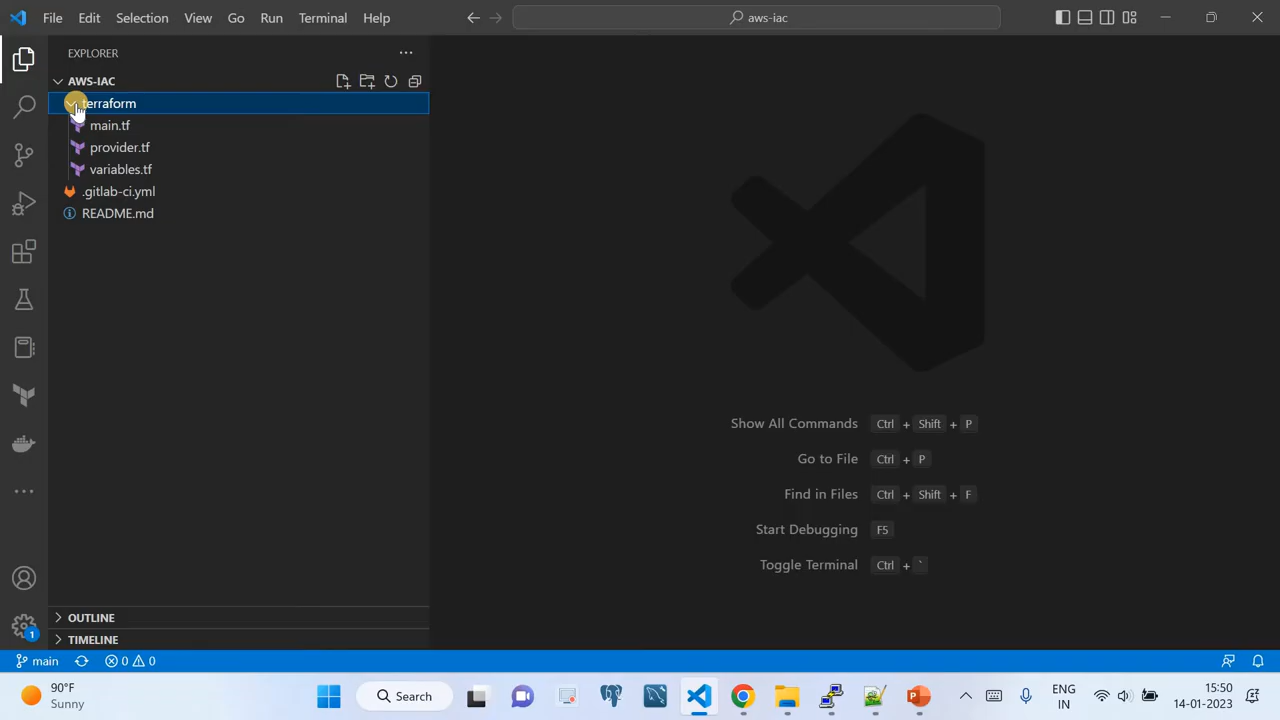 File Edit Selection View Go Run Terminal Help
aws-iac
EXPLORER
AWS-IAC
terraform
main.tf
provider.tf
variables.tf
.gitlab-ci.yml
README.md
Show All Commands Ctrl + Shift + P
Go to File Ctrl + P
Find in Files Ctrl + Shift + F
Start Debugging F5
Toggle Terminal Ctrl + `
OUTLINE
TIMELINE
1
main 0 0
90°F
Sunny
Search
ENG
IN
15:50
14-01-2023